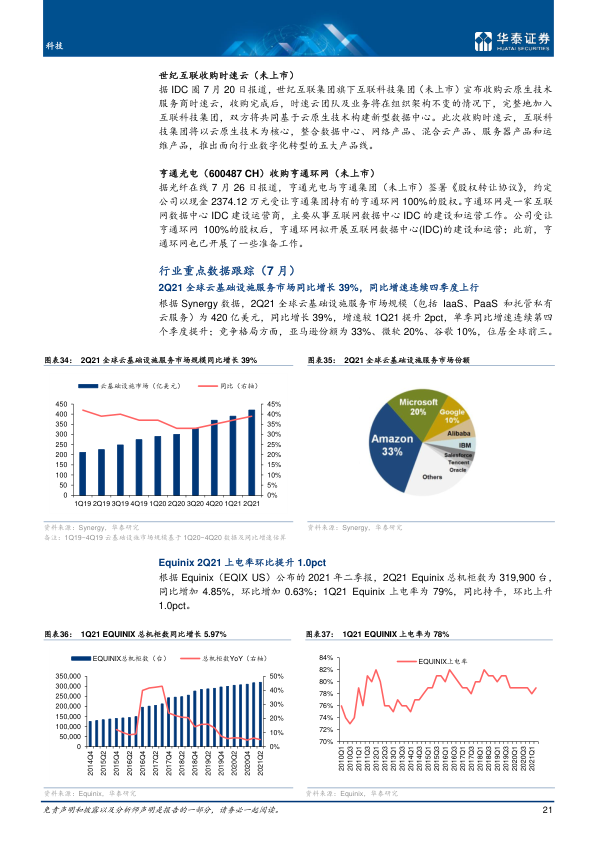 科技
华泰证券
HUATAI SECURITIES
世纪互联收购时速云（未上市）
据 IDC 圈 7 月 20 日报道，世纪互联集团旗下互联科技集团（未上市）宣布收购云原生技术
服务商时速云，收购完成后，时速云团队及业务将在组织架构不变的情况下，完整地加入
互联科技集团，双方将共同基于云原生技术构建新型数据中心。此次收购时速云，互联科
技集团将以云原生技术为核心，整合数据中心、网络产品、混合云产品、服务器产品和运
维产品，推出面向行业数字化转型的五大产品线。
亨通光电（600487 CH）收购亨通环网（未上市）
据光纤在线 7 月 26 日报道，亨通光电与亨通集团（未上市）签署《股权转让协议》，约定
公司以现金 2374.12 万元受让亨通集团持有的亨通环网 100%的股权。亨通环网是一家互联
网数据中心 IDC 建设运营商，主要从事互联网数据中心 IDC 的建设和运营工作。公司受让
亨通环网 100%的股权后，亨通环网拟开展互联网数据中心(IDC)的建设和运营；此前，亨
通环网也已开展了一些准备工作。
行业重点数据跟踪（7 月）
2Q21 全球云基础设施服务市场同比增长 39%，同比增速连续四季度上行
根据 Synergy 数据，2Q21 全球云基础设施服务市场规模（包括 IaaS、PaaS 和托管私有
云服务）为 420 亿美元，同比增长 39%，增速较 1Q21 提升 2pct，单季同比增速连续第四
个季度提升；竞争格局方面，亚马逊份额为 33%、微软 20%、谷歌 10%，位居全球前三。
图表34： 2Q21 全球云基础设施服务市场规模同比增长 39%
云基础设施市场（亿美元） 同比（右轴）
450 45%
400 40%
350 35%
300 30%
250 25%
200 20%
150 15%
100 10%
50 5%
0 0%
1Q19 2Q19 3Q19 4Q19 1Q20 2Q20 3Q20 4Q20 1Q21 2Q21
资料来源：Synergy，华泰研究
备注：1Q19~4Q19 云基础设施市场规模基于 1Q20~4Q20 数据及同比增速估算
图表35： 2Q21 全球云基础设施服务市场份额
Microsoft
20%
Google
10%
Alibaba
Amazon
33%
IBM
Salesforce
Tencent
Oracle
Others
资料来源：Synergy，华泰研究
Equinix 2Q21 上电率环比提升 1.0pct
根据 Equinix（EQIX US）公布的 2021 年二季报，2Q21 Equinix 总机柜数为 319,900 台，
同比增加 4.85%，环比增加 0.63%；1Q21 Equinix 上电率为 79%，同比持平，环比上升
1.0pct。
图表36： 1Q21 EQUINIX 总机柜数同比增长 5.97%
EQUINIX总机柜数（台） 总机柜数YoY（右轴）
350,000 50%
300,000
250,000 40%
200,000 30%
150,000 20%
100,000
50,000 10%
0 0%
2014Q4 2015Q2 2015Q4 2016Q2 2016Q4 2017Q2 2017Q4 2018Q2 2018Q4 2019Q2 2019Q4 2020Q2 2020Q4 2021Q2
资料来源：Equinix，华泰研究
图表37： 1Q21 EQUINIX 上电率为 78%
EQUINIX上电率
84%
82%
80%
78%
76%
74%
72%
70%
2010Q1 2010Q3 2011Q1 2011Q3 2012Q1 2012Q3 2013Q1 2013Q3 2014Q1 2014Q3 2015Q1 2015Q3 2016Q1 2016Q3 2017Q1 2017Q3 2018Q1 2018Q3 2019Q1 2019Q3 2020Q1 2020Q3 2021Q1
资料来源：Equinix，华泰研究
免责声明和披露以及分析师声明是报告的一部分，请务必一起阅读。
21